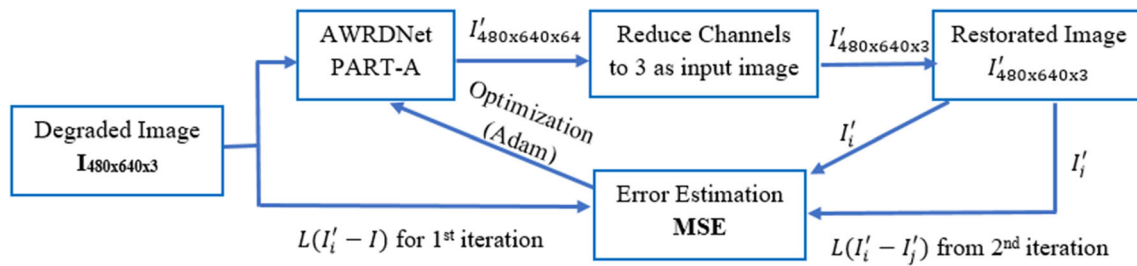 AWRDNet
PART-A
I′480x640x64
Reduce Channels
to 3 as input image
I′480x640x3
Restorated Image
I′480x640x3
Degraded Image
I480x640x3
Optimization
(Adam)
I′i
I′j
Error Estimation
MSE
L(I′i − I) for 1st iteration
L(I′i − I′j) from 2nd iteration